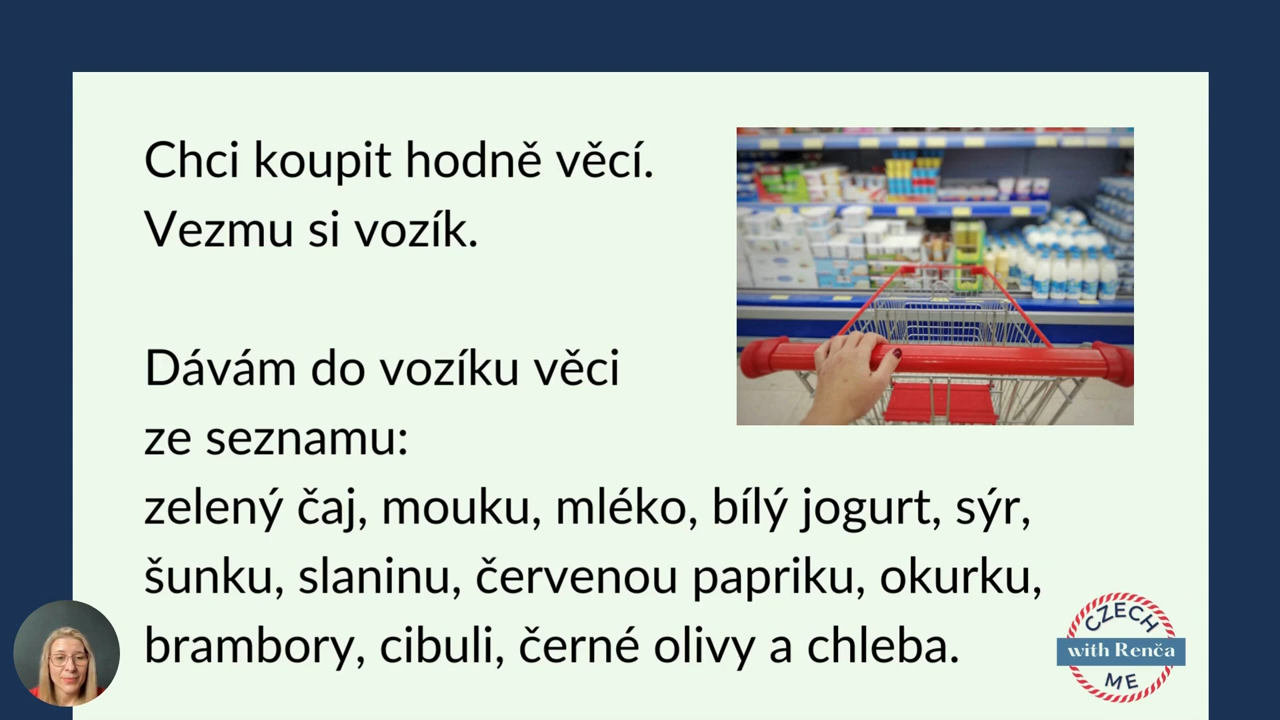 Chci koupit hodně věcí.
Vezmu si vozík.
Dávám do vozíku věci
ze seznamu:
zelený čaj, mouku, mléko, bílý jogurt, sýr,
šunku, slaninu, červenou papriku, okurku,
brambory, cibuli, černé olivy a chleba.
CZECH
with Renča
ME